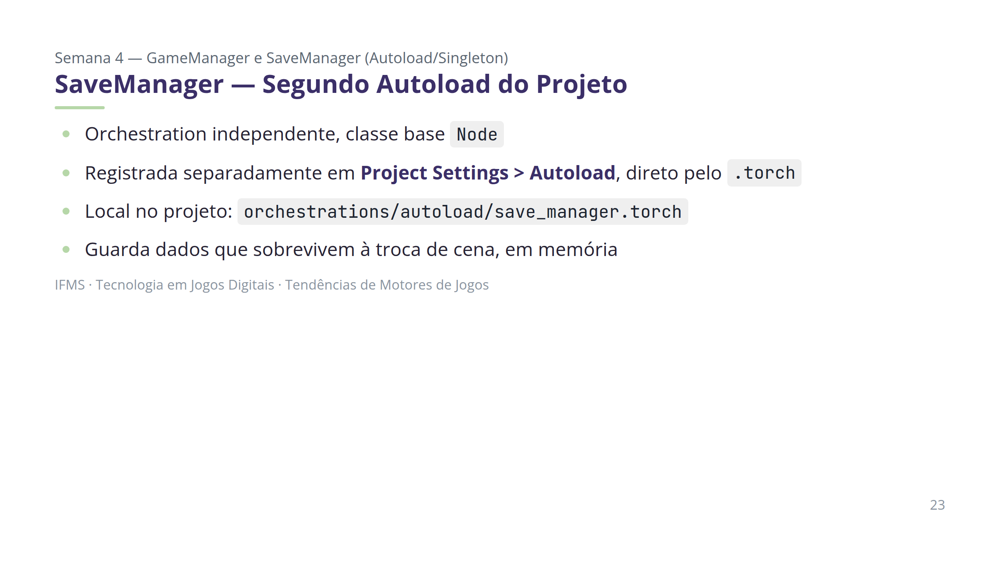 Semana 4 — GameManager e SaveManager (Autoload/Singleton)
SaveManager — Segundo Autoload do Projeto
Orchestration independente, classe base Node
Registrada separadamente em Project Settings > Autoload, direto pelo .torch
Local no projeto: orchestrations/autoload/save_manager.torch
Guarda dados que sobrevivem à troca de cena, em memória
IFMS · Tecnologia em Jogos Digitais · Tendências de Motores de Jogos
23